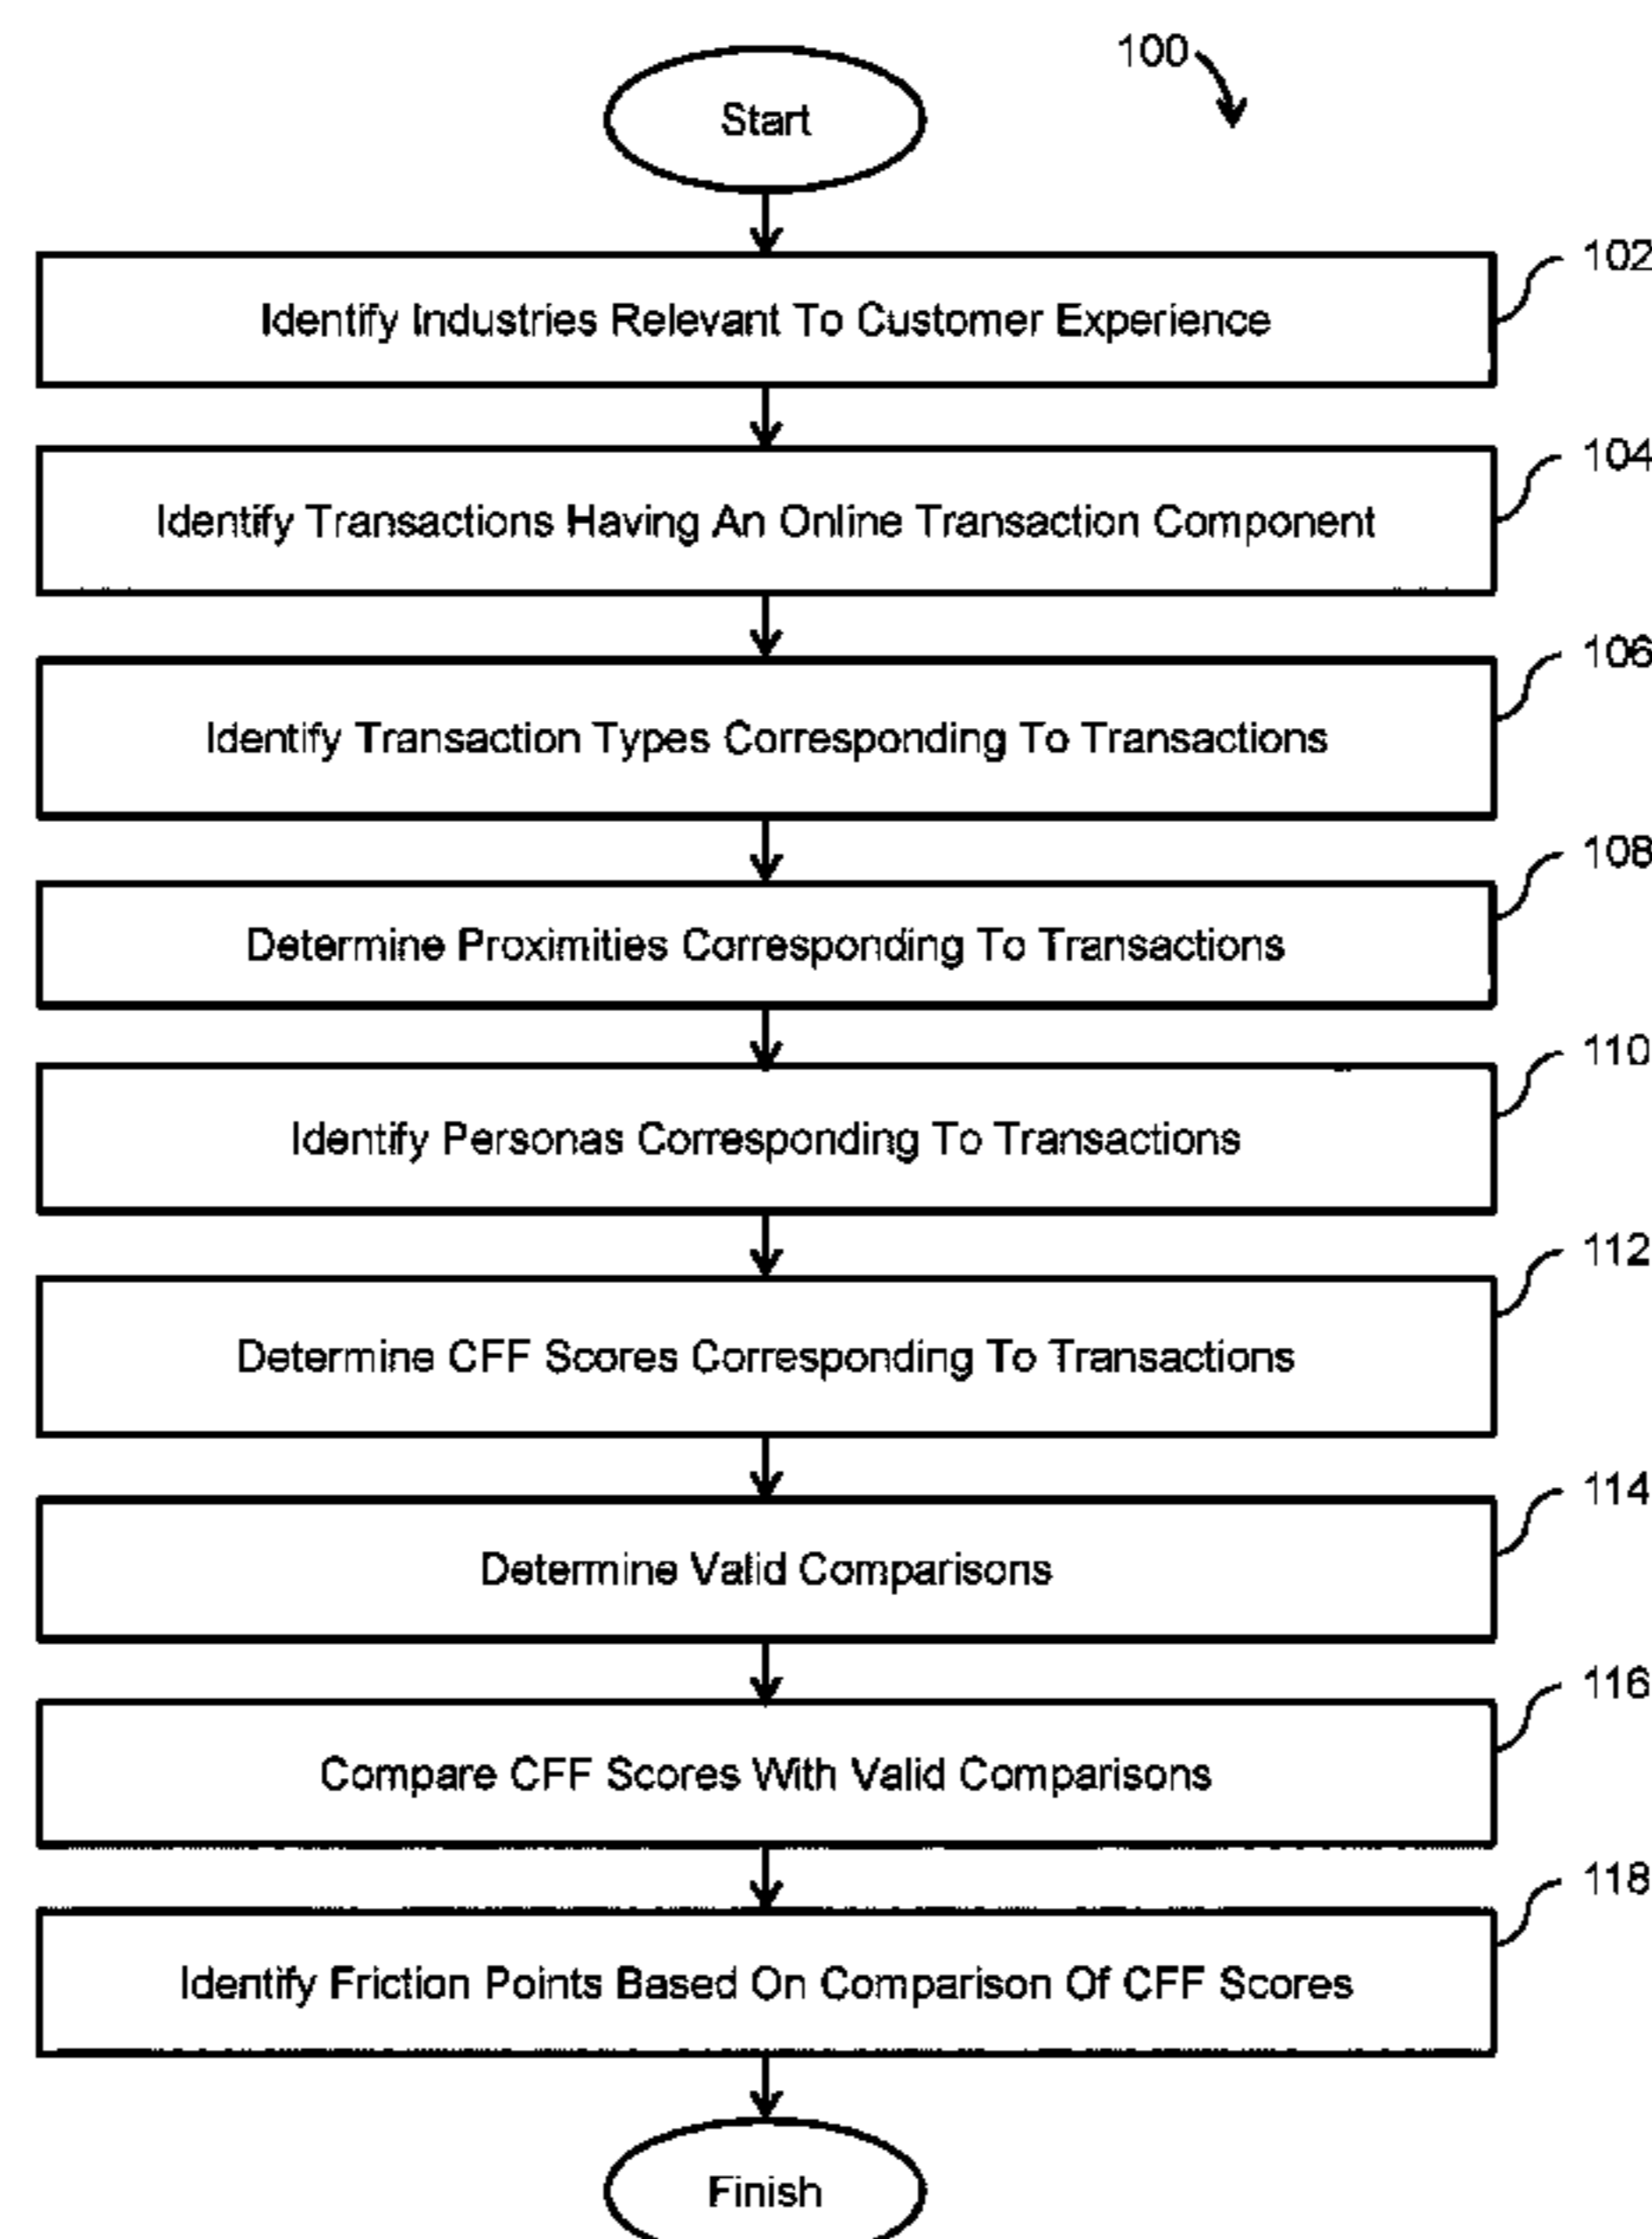 100
Start
102
Identify Industries Relevant To Customer Experience
104
Identify Transactions Having An Online Transaction Component
106
Identify Transaction Types Corresponding To Transactions
108
Determine Proximities Corresponding To Transactions
110
Identify Personas Corresponding To Transactions
112
Determine CFF Scores Corresponding To Transactions
114
Determine Valid Comparisons
116
Compare CFF Scores With Valid Comparisons
118
Identify Friction Points Based On Comparison Of CFF Scores
Finish